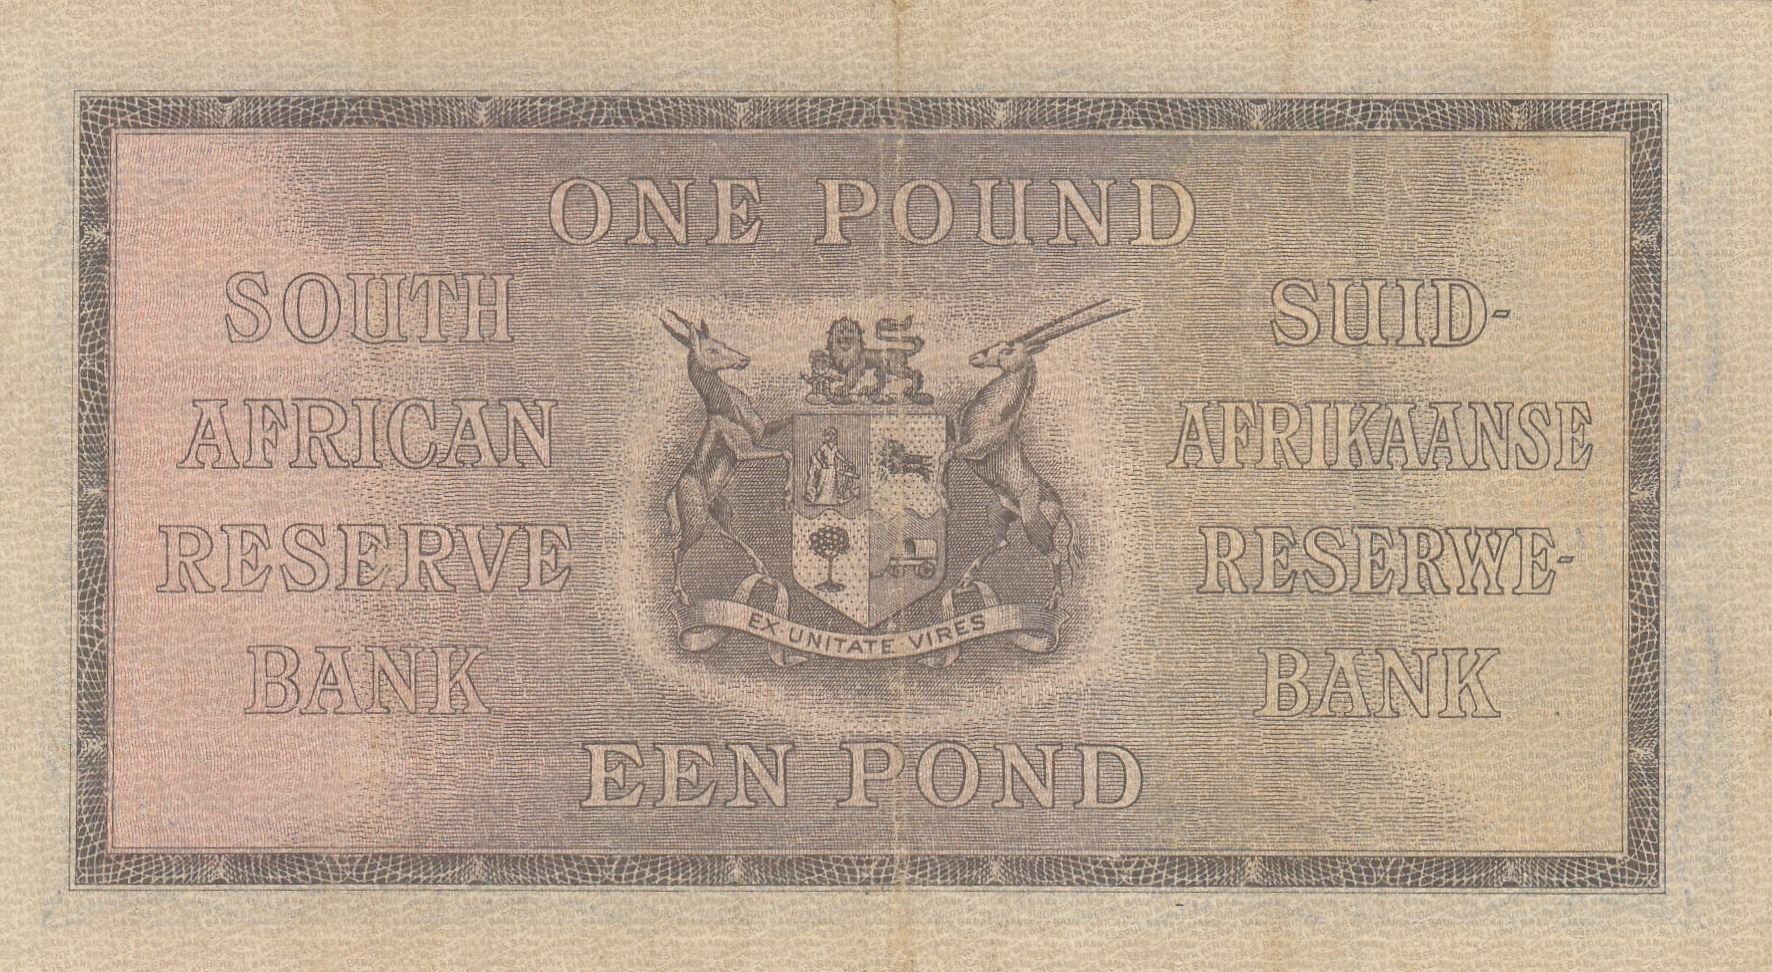 ONE POUND
SOUTH
AFRICAN
RESERVE
BANK
SUID-
AFRIKAANSE
RESERWE-
BANK
EX UNITATE VIRES
EEN POND